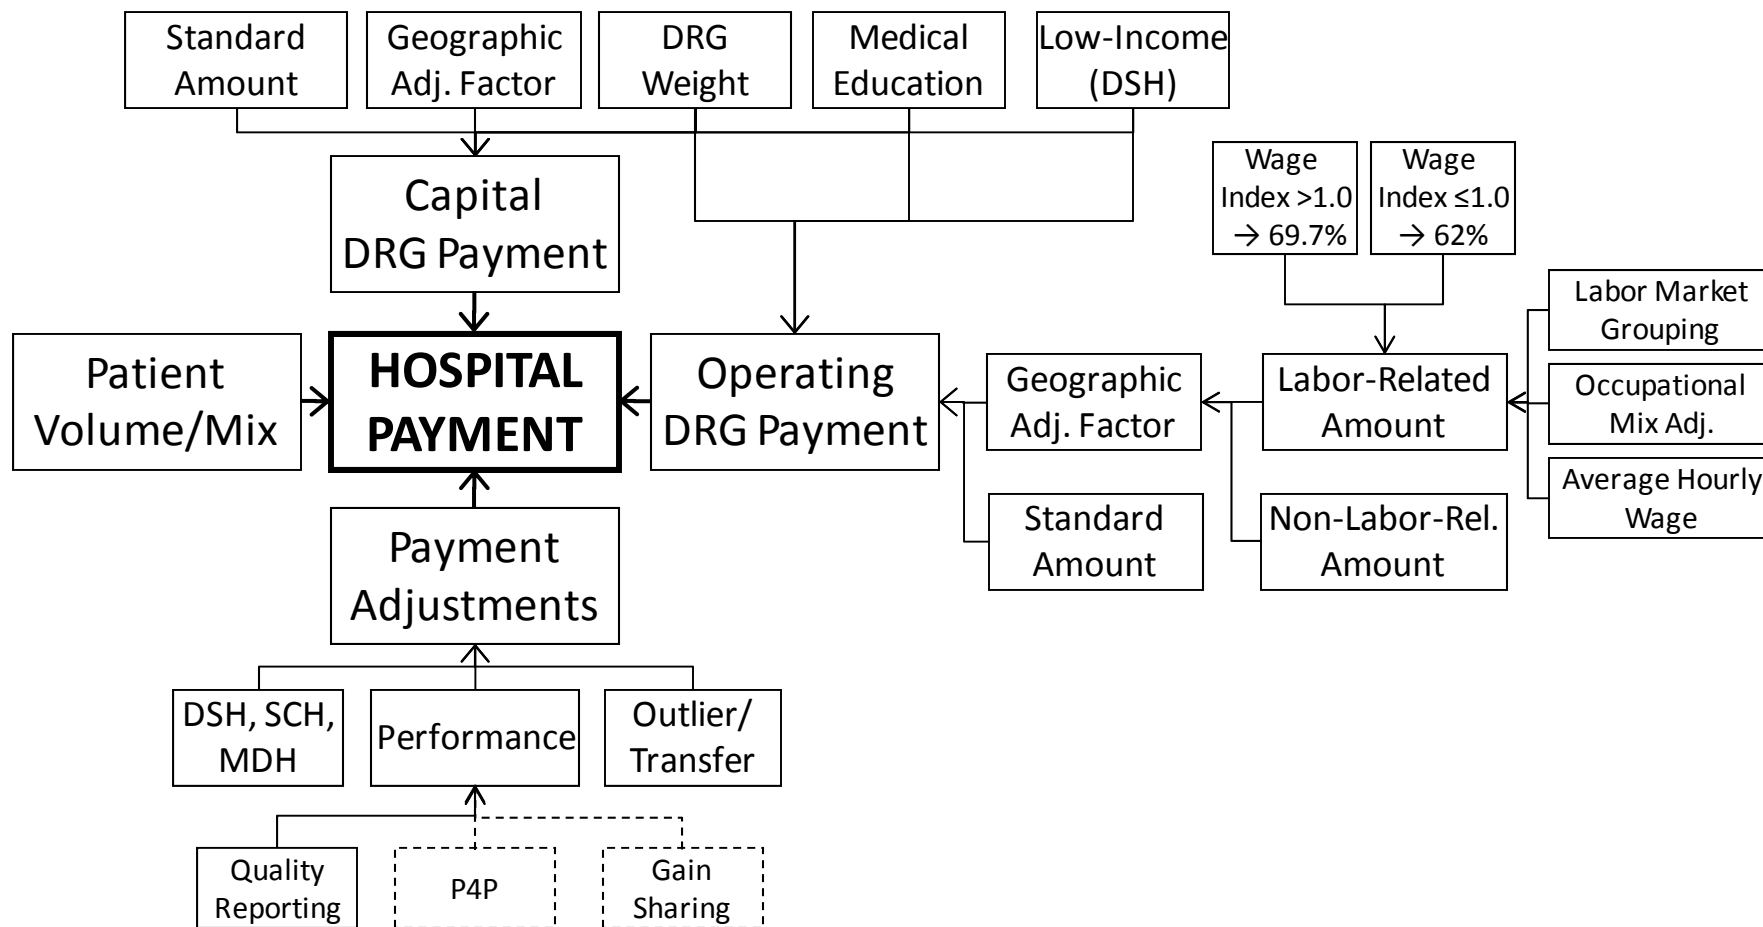 Standard
Amount
Geographic
Adj. Factor
DRG
Weight
Medical
Education
Low-Income
(DSH)
Capital
DRG Payment
Wage
Index >1.0
→ 69.7%
Wage
Index ≤1.0
→ 62%
Patient
Volume/Mix
HOSPITAL
PAYMENT
Operating
DRG Payment
Geographic
Adj. Factor
Labor-Related
Amount
Labor Market
Grouping
Occupational
Mix Adj.
Average Hourly
Wage
Standard
Amount
Non-Labor-Rel.
Amount
Payment
Adjustments
DSH, SCH,
MDH
Performance
Outlier/
Transfer
Quality
Reporting
P4P
Gain
Sharing